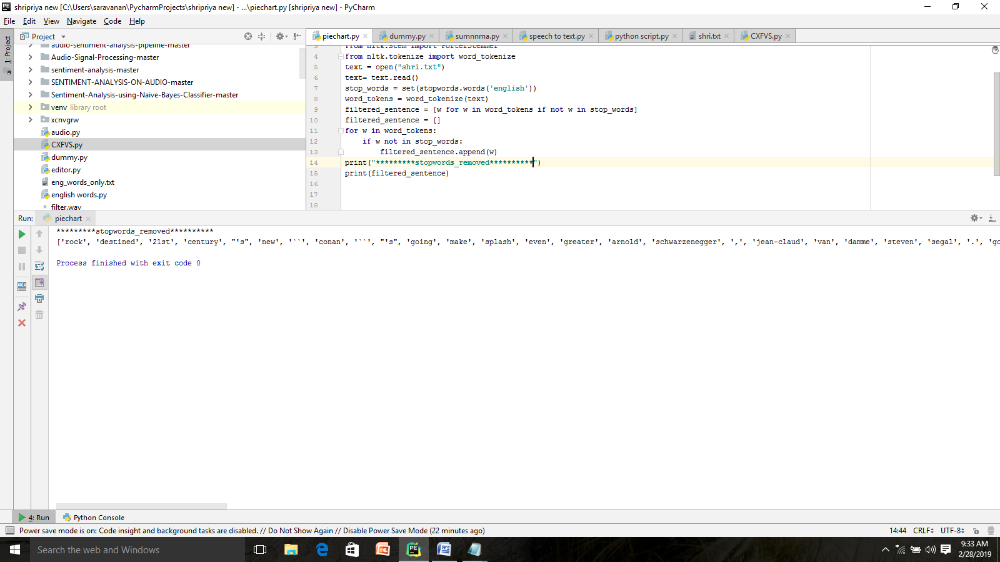 shripriya new [C:\Users\saravanan\PycharmProjects\shripriya new] - ...\piechart.py [shripriya new] - PyCharm
File Edit View Navigate Code Help
1: Project
Project
piechart.py dummy.py sumnnma.py speech to text.py python script.py shri.txt CXFVS.py
audio-sentiment-analysis-pipeline-master
Audio-Signal-Processing-master
sentiment-analysis-master
SENTIMENT-ANALYSIS-ON-AUDIO-master
Sentiment-Analysis-using-Naive-Bayes-Classifier-master
venv library root
xcnvgrw
audio.py
CXFVS.py
dummy.py
editor.py
eng_words_only.txt
english words.py
filter.wav
3 from nltk.stem import PorterStemmer
4 from nltk.tokenize import word_tokenize
5 text = open("shri.txt")
6 text= text.read()
7 stop_words = set(stopwords.words('english'))
8 word_tokens = word_tokenize(text)
9 filtered_sentence = [w for w in word_tokens if not w in stop_words]
10 filtered_sentence = []
11 for w in word_tokens:
12 if w not in stop_words:
13 filtered_sentence.append(w)
14 print("*********stopwords_removed**********")
15 print(filtered_sentence)
16
17
18
Run: piechart
*********stopwords_removed**********
['rock', 'destined', '21st', 'century', "'s", 'new', '``', 'conan', '``', "'s", 'going', 'make', 'splash', 'even', 'greater', 'arnold', 'schwarzenegger', ',', 'jean-claud', 'van', 'damme', 'steven', 'segal', '.', 'go
Process finished with exit code 0
4: Run Python Console
Power save mode is on: Code insight and background tasks are disabled. // Do Not Show Again // Disable Power Save Mode (22 minutes ago)
14:44 CRLF UTF-8
Search the web and Windows
9:33 AM
2/28/2019